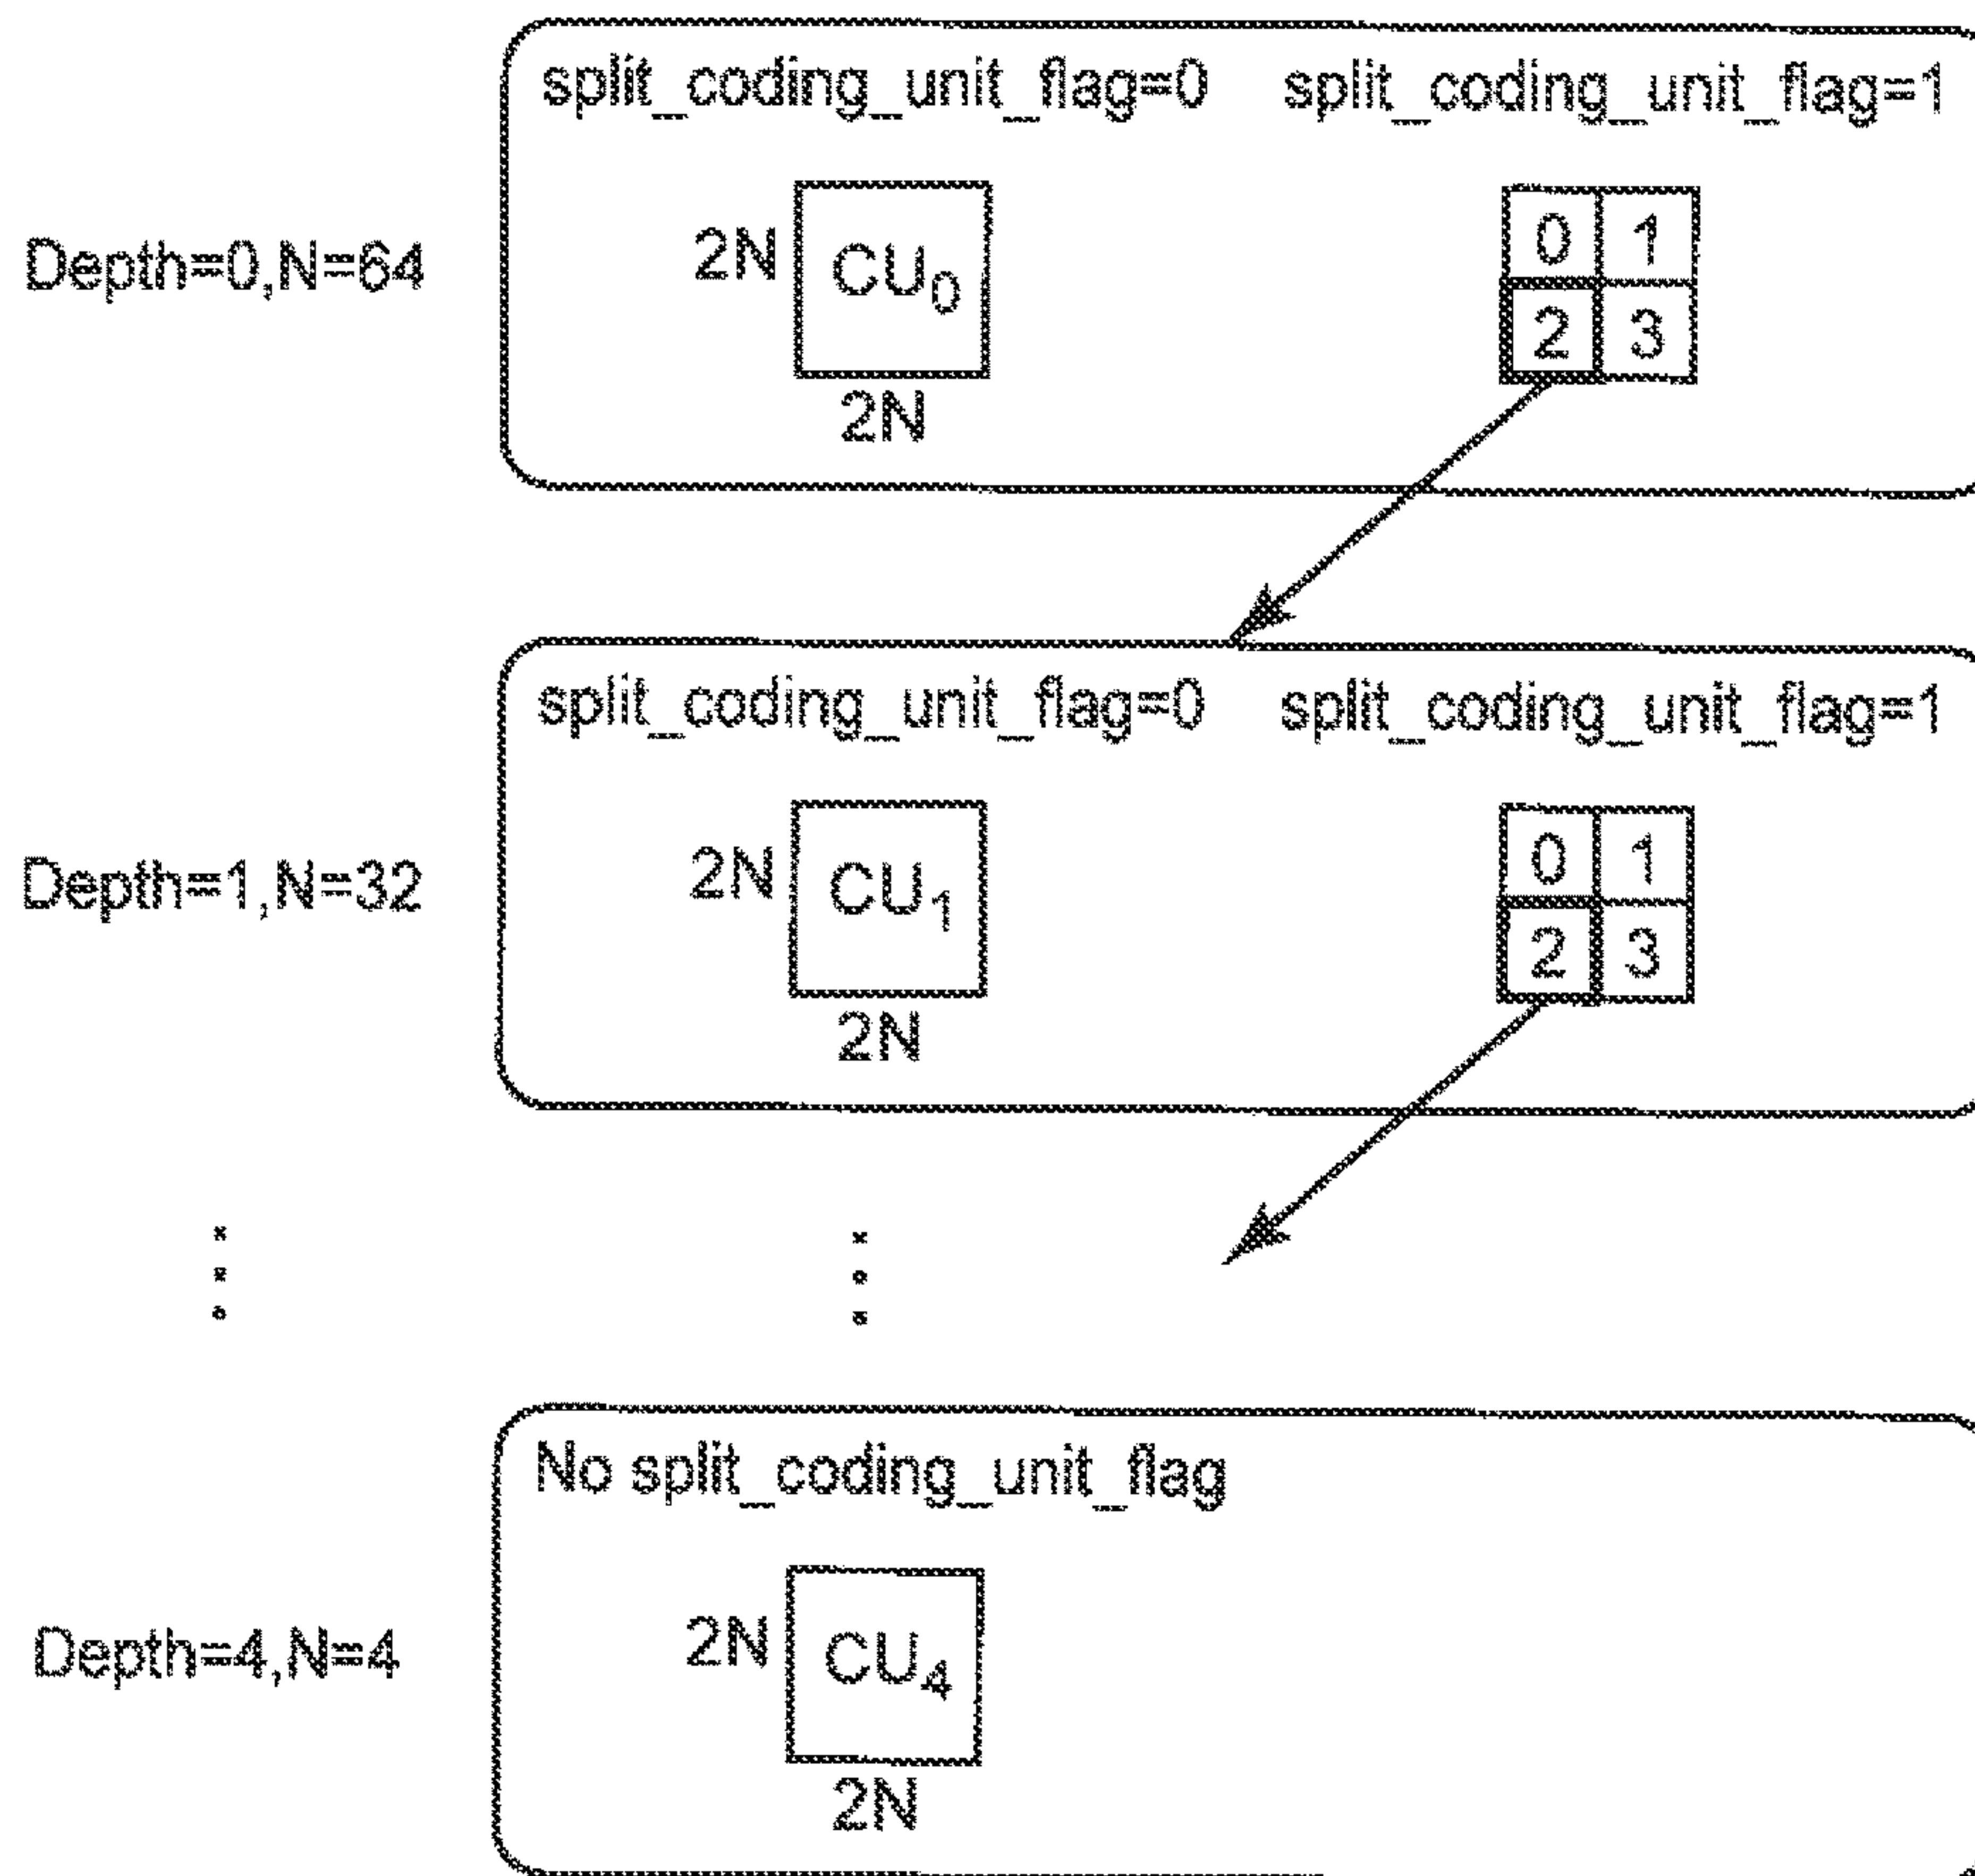 split_coding_unit_flag=0 split_coding_unit_flag=1
Depth=0,N=64
2N
CU0
2N
0 1
2 3
split_coding_unit_flag=0 split_coding_unit_flag=1
Depth=1,N=32
2N
CU1
2N
0 1
2 3
No split_coding_unit_flag
Depth=4,N=4
2N
CU4
2N